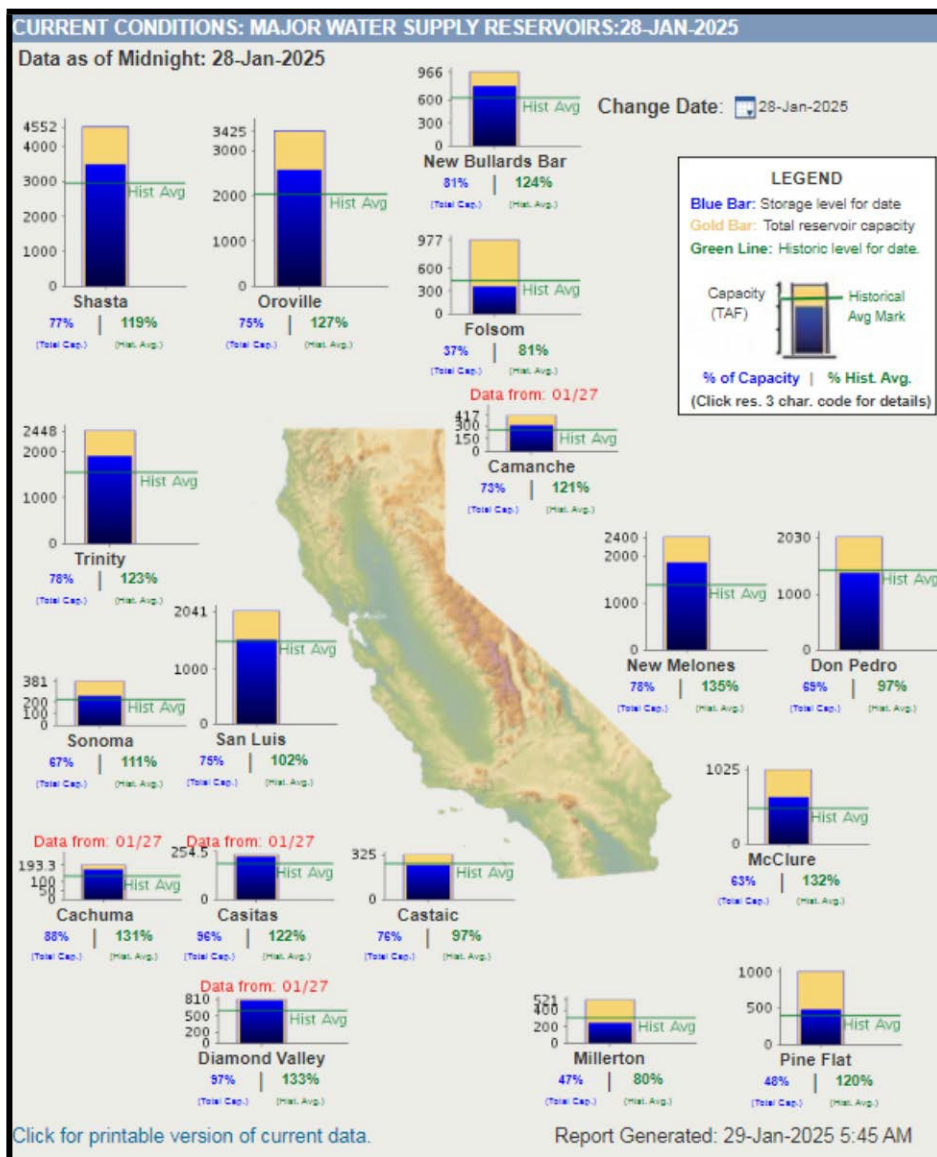 CURRENT CONDITIONS: MAJOR WATER SUPPLY RESERVOIRS:28-JAN-2025
Data as of Midnight: 28-Jan-2025
Change Date: 28-Jan-2025
4552
4000
3000
2000
1000
0
Hist Avg
Shasta
77% | 119%
(Total Cap.) (Hist. Avg.)
3425
3000
2000
1000
0
Hist Avg
Oroville
75% | 127%
(Total Cap.) (Hist. Avg.)
966
600
300
0
Hist Avg
New Bullards Bar
81% | 124%
(Total Cap.) (Hist. Avg.)
977
600
300
0
Hist Avg
Folsom
37% | 81%
(Total Cap.) (Hist. Avg.)
LEGEND
Blue Bar: Storage level for date
Gold Bar: Total reservoir capacity
Green Line: Historic level for date.
Capacity
(TAF)
Historical
Avg Mark
% of Capacity | % Hist. Avg.
(Click res. 3 char. code for details)
Data from: 01/27
417
300
150
0
Hist Avg
Camanche
73% | 121%
(Total Cap.) (Hist. Avg.)
2448
2000
1000
0
Hist Avg
Trinity
78% | 123%
(Total Cap.) (Hist. Avg.)
2400
2000
1000
0
Hist Avg
New Melones
78% | 135%
(Total Cap.) (Hist. Avg.)
2030
1000
0
Hist Avg
Don Pedro
69% | 97%
(Total Cap.) (Hist. Avg.)
381
200
100
0
Hist Avg
Sonoma
67% | 111%
(Total Cap.) (Hist. Avg.)
2041
1000
0
Hist Avg
San Luis
75% | 102%
(Total Cap.) (Hist. Avg.)
1025
0
Hist Avg
McClure
63% | 132%
(Total Cap.) (Hist. Avg.)
Data from: 01/27
193.3
100
50
0
Hist Avg
Cachuma
88% | 131%
(Total Cap.) (Hist. Avg.)
Data from: 01/27
254.5
0
Hist Avg
Casitas
96% | 122%
(Total Cap.) (Hist. Avg.)
325
0
Hist Avg
Castaic
76% | 97%
(Total Cap.) (Hist. Avg.)
Data from: 01/27
810
500
200
0
Hist Avg
Diamond Valley
97% | 133%
(Total Cap.) (Hist. Avg.)
521
400
200
0
Hist Avg
Millerton
47% | 80%
(Total Cap.) (Hist. Avg.)
1000
500
0
Hist Avg
Pine Flat
48% | 120%
(Total Cap.) (Hist. Avg.)
Click for printable version of current data.
Report Generated: 29-Jan-2025 5:45 AM